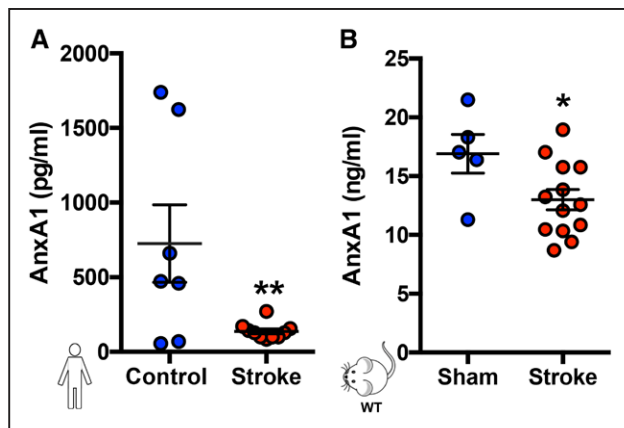 A
AnxA1 (pg/ml)
2000
1500
1000
500
0
**
Control Stroke
B
AnxA1 (ng/ml)
25
20
15
10
5
0
*
Sham Stroke
WT